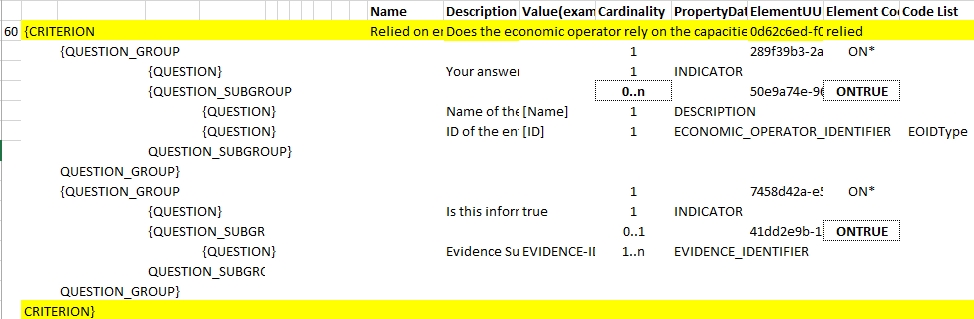 Name Description Value(exam Cardinality PropertyDat ElementUU Element Co Code List
60 {CRITERION Relied on en Does the economic operator rely on the capacitie 0d62c6ed-f0 relied
{QUESTION_GROUP 1 289f39b3-2a ON*
{QUESTION} Your answer 1 INDICATOR
{QUESTION_SUBGROUP 0..n 50e9a74e-96 ONTRUE
{QUESTION} Name of the [Name] 1 DESCRIPTION
{QUESTION} ID of the en [ID] 1 ECONOMIC_OPERATOR_IDENTIFIER EOIDType
QUESTION_SUBGROUP}
QUESTION_GROUP}
{QUESTION_GROUP 1 7458d42a-e5 ON*
{QUESTION} Is this inforr true 1 INDICATOR
{QUESTION_SUBGR 0..1 41dd2e9b-1 ONTRUE
{QUESTION} Evidence Su EVIDENCE-ID 1..n EVIDENCE_IDENTIFIER
QUESTION_SUBGRO
QUESTION_GROUP}
CRITERION}